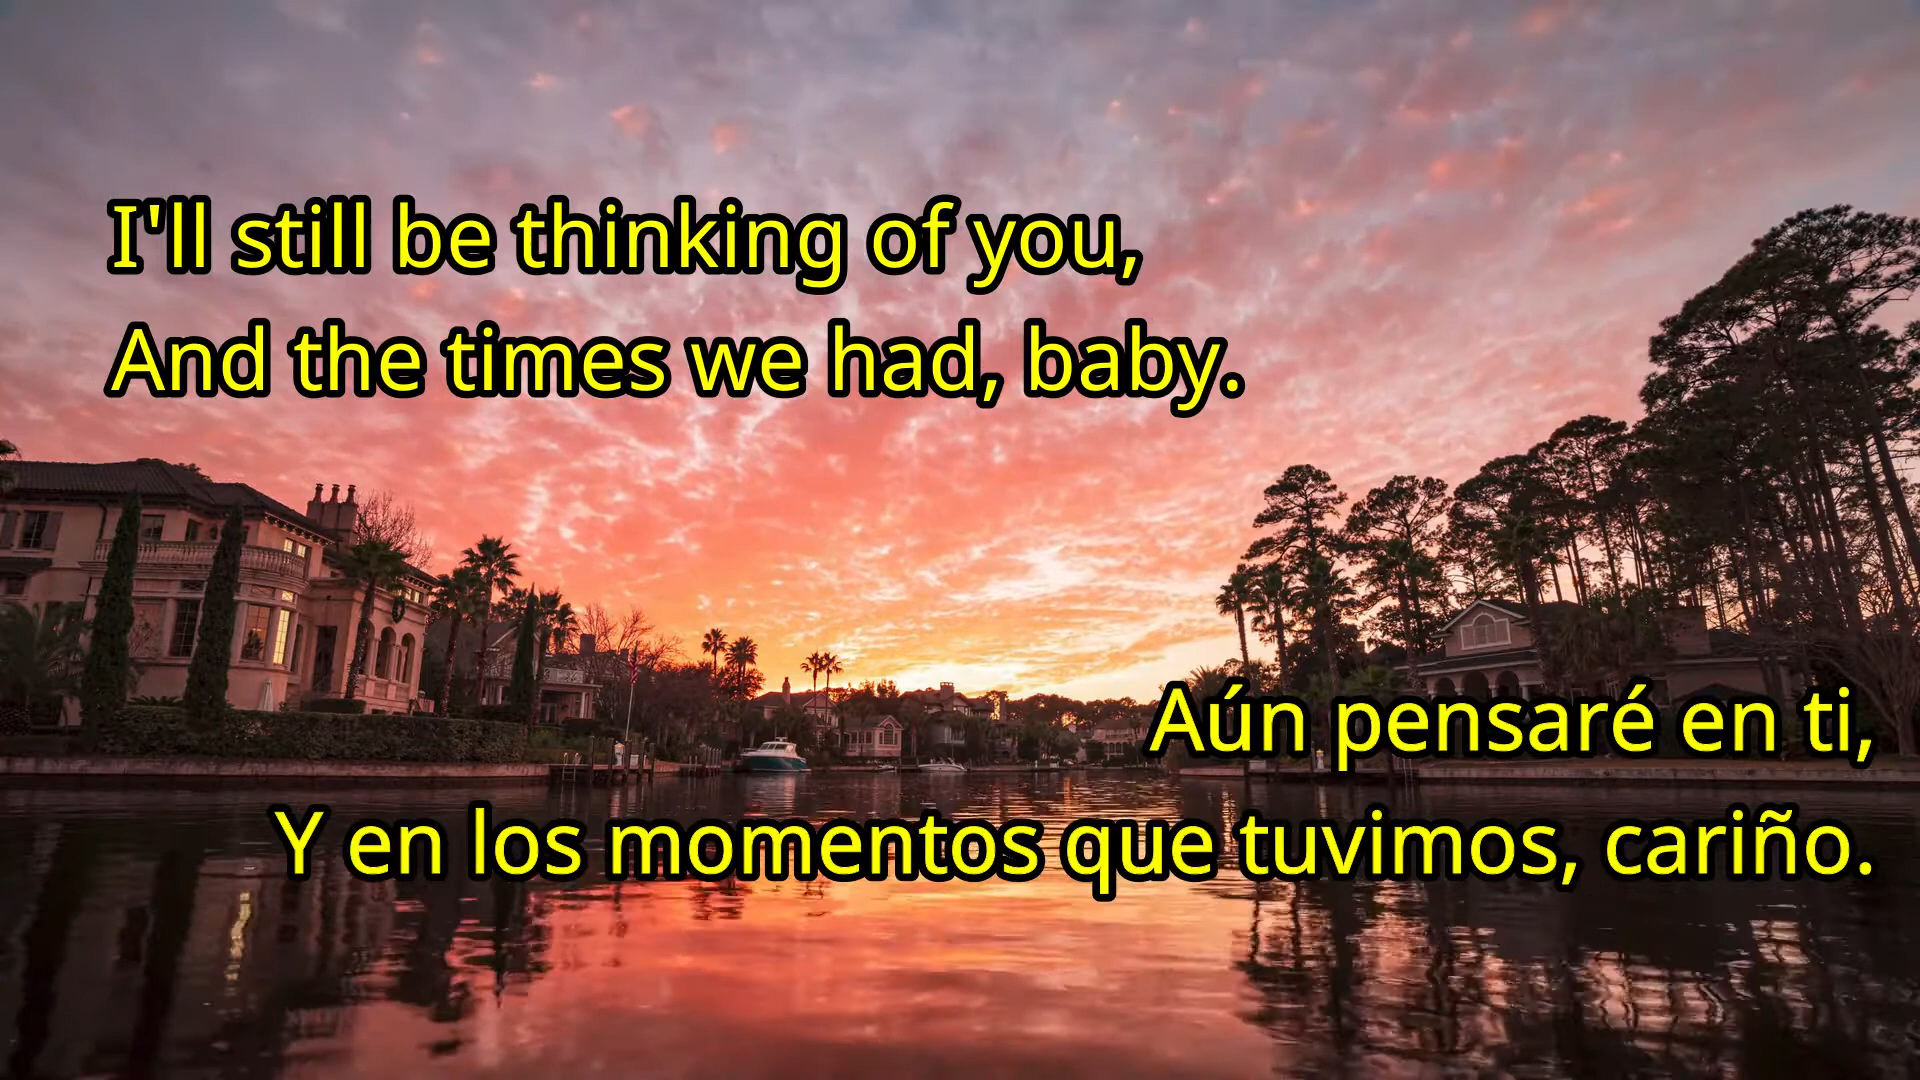 I'll still be thinking of you,
And the times we had, baby.
Aún pensaré en ti,
Y en los momentos que tuvimos, cariño.